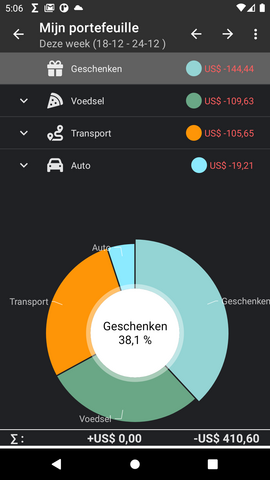 5:06
Mijn portefeuille
Deze week (18-12 - 24-12 )
Geschenken US$ -144,44
Voedsel US$ -109,63
Transport US$ -105,65
Auto US$ -19,21
Auto
Transport
Geschenken
Geschenken
38,1 %
Voedsel
Σ : +US$ 0,00 -US$ 410,60